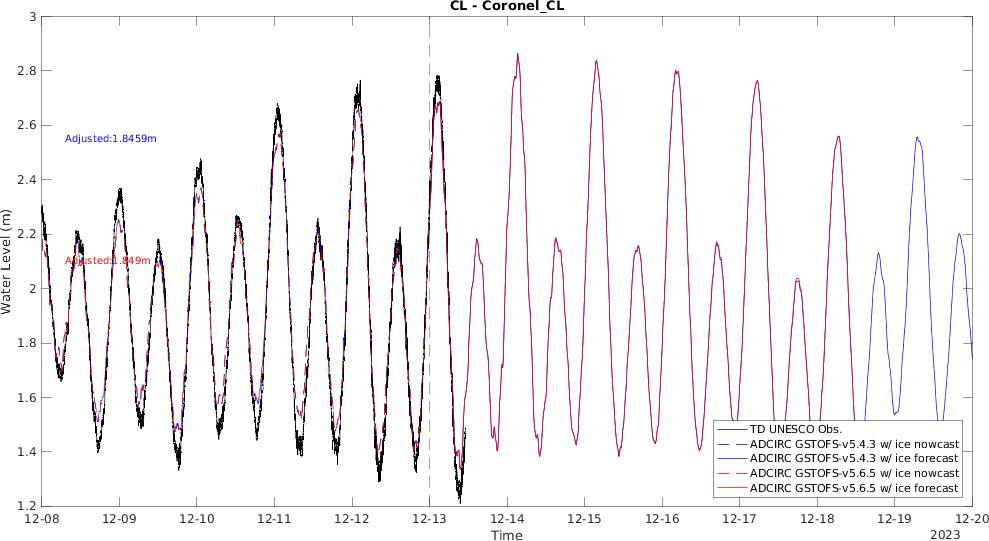 CL - Coronel_CL
3
2.8
2.6
2.4
2.2
2
1.8
1.6
1.4
1.2
Water Level (m)
Adjusted:1.8459m
Adjusted:1.849m
TD UNESCO Obs.
ADCIRC GSTOFS-v5.4.3 w/ ice nowcast
ADCIRC GSTOFS-v5.4.3 w/ ice forecast
ADCIRC GSTOFS-v5.6.5 w/ ice nowcast
ADCIRC GSTOFS-v5.6.5 w/ ice forecast
12-08 12-09 12-10 12-11 12-12 12-13 12-14 12-15 12-16 12-17 12-18 12-19 12-20
Time
2023